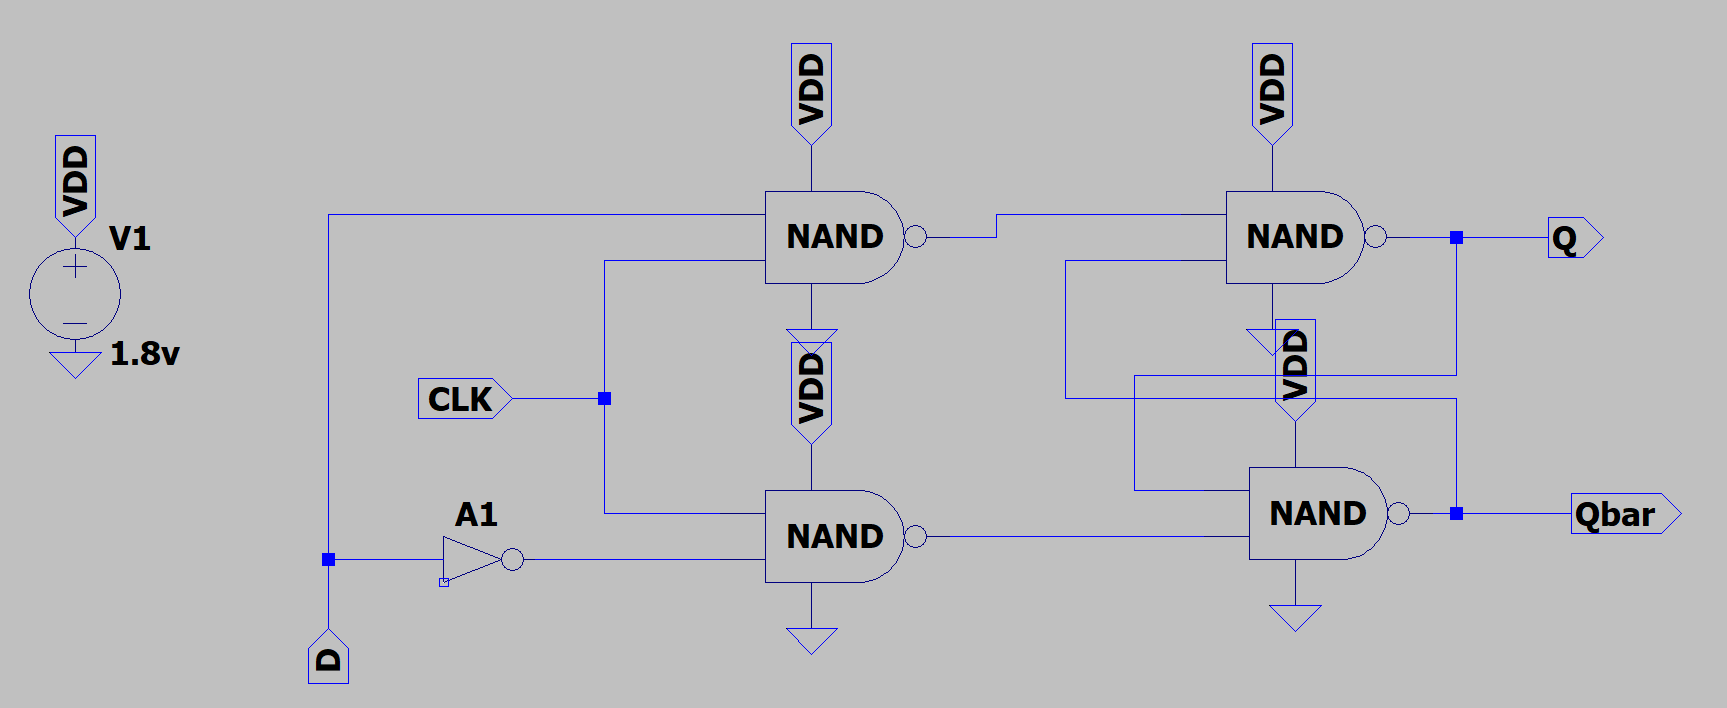 VDD
VDD
VDD
V1
NAND
NAND
Q
1.8v
VDD
VDD
CLK
A1
NAND
NAND
Qbar
D